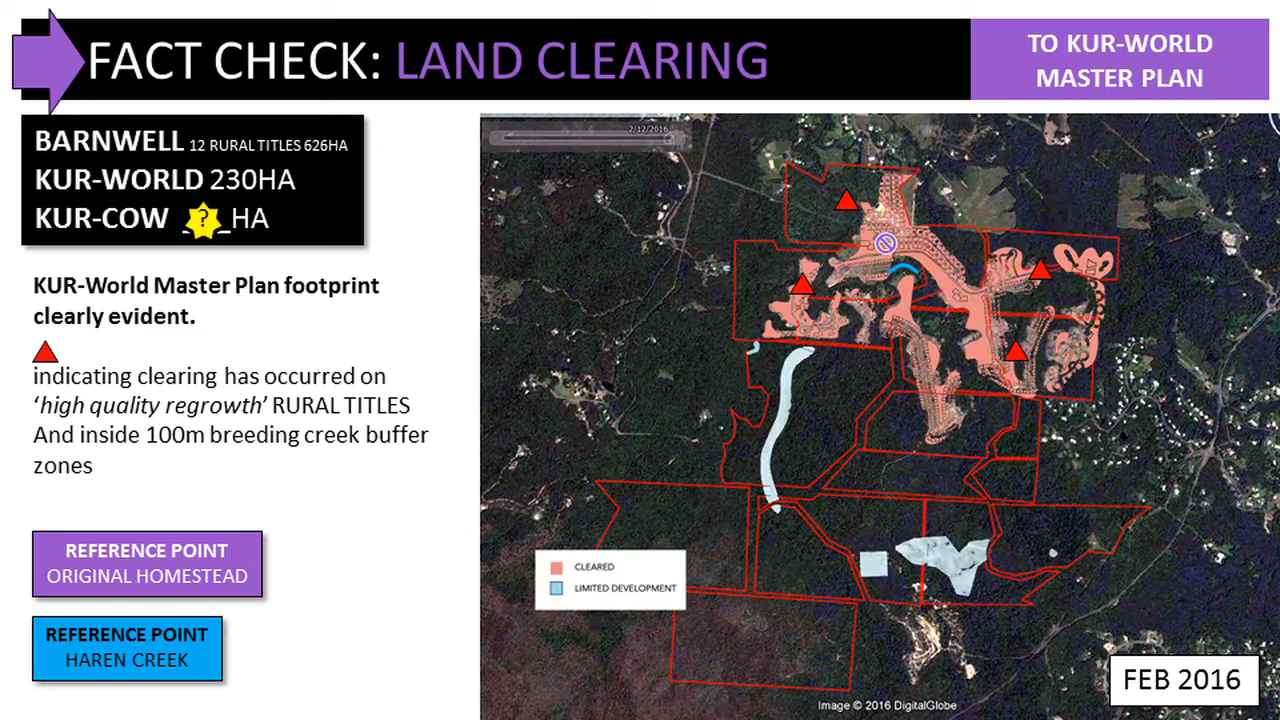 FACT CHECK: LAND CLEARING
TO KUR-WORLD
MASTER PLAN
BARNWELL 12 RURAL TITLES 626HA
KUR-WORLD 230HA
KUR-COW _?_HA
KUR-World Master Plan footprint
clearly evident.
indicating clearing has occurred on
‘high quality regrowth’ RURAL TITLES
And inside 100m breeding creek buffer
zones
REFERENCE POINT
ORIGINAL HOMESTEAD
REFERENCE POINT
HAREN CREEK
2/12/2016
CLEARED
LIMITED DEVELOPMENT
FEB 2016
Image © 2016 DigitalGlobe